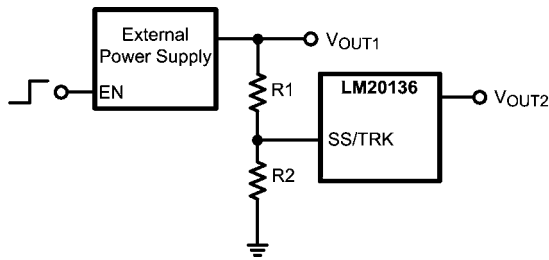 External
Power Supply
EN
VOUT1
R1
LM20136
SS/TRK
VOUT2
R2